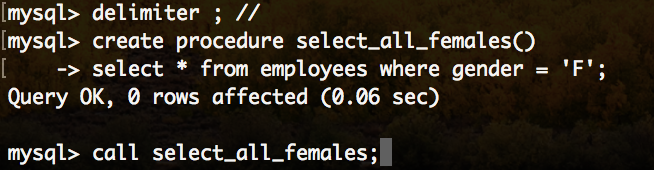 [mysql> delimiter ; //
[mysql> create procedure select_all_females()
[    -> select * from employees where gender = 'F';
Query OK, 0 rows affected (0.06 sec)
mysql> call select_all_females;